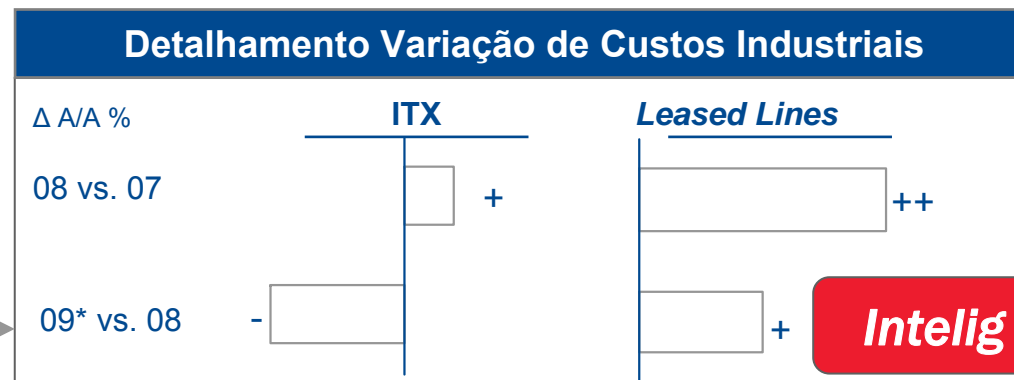 Detalhamento Variação de Custos Industriais
Δ A/A %
ITX
Leased Lines
08 vs. 07
+
++
09* vs. 08
-
+
Intelig